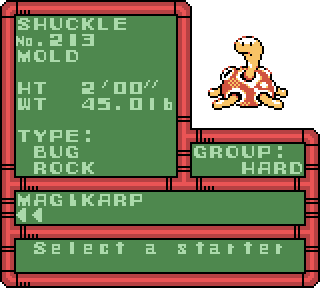 SHUCKLE
No.213
MOLD
HT 2'00"
WT 45.0lb
TYPE:
BUG
ROCK
GROUP:
HARD
MAGIKARP
Select a starter